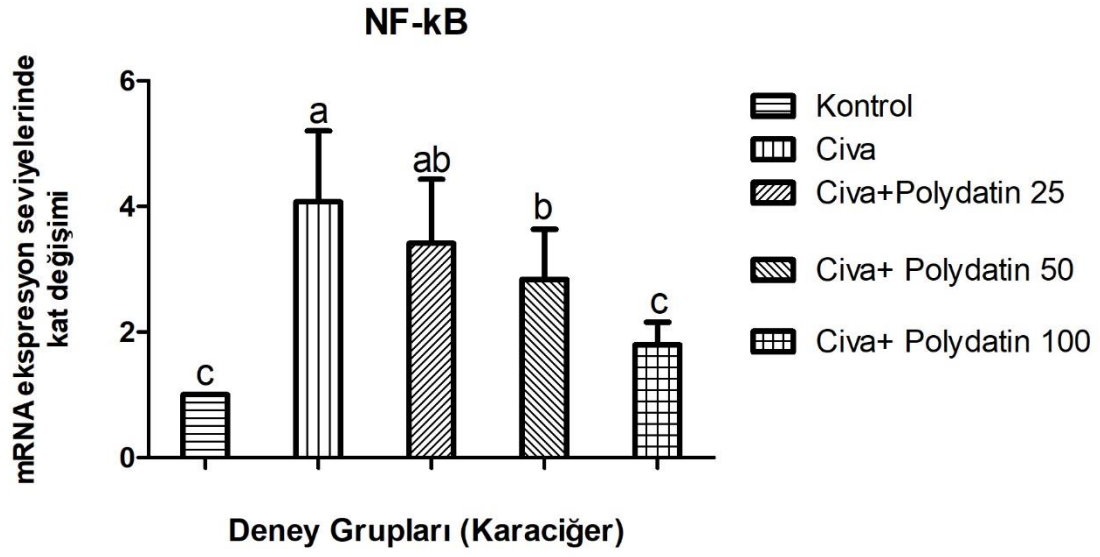 NF-kB
mRNA ekspresyon seviyelerinde
kat değişimi
6
4
2
0
c
a
ab
b
c
Deney Grupları (Karaciğer)
Kontrol
Civa
Civa+Polydatin 25
Civa+ Polydatin 50
Civa+ Polydatin 100